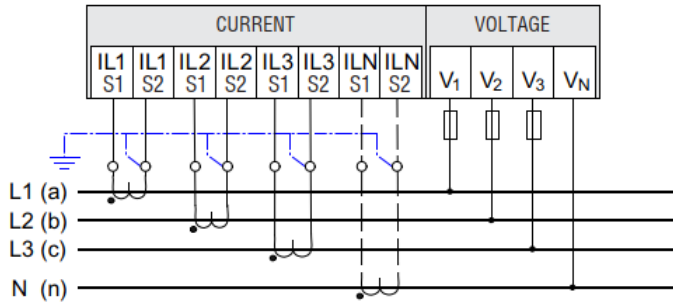 CURRENT VOLTAGE
IL1 IL1 IL2 IL2 IL3 IL3 ILN ILN
S1 S2 S1 S2 S1 S2 S1 S2
V1 V2 V3 VN
L1 (a)
L2 (b)
L3 (c)
N (n)